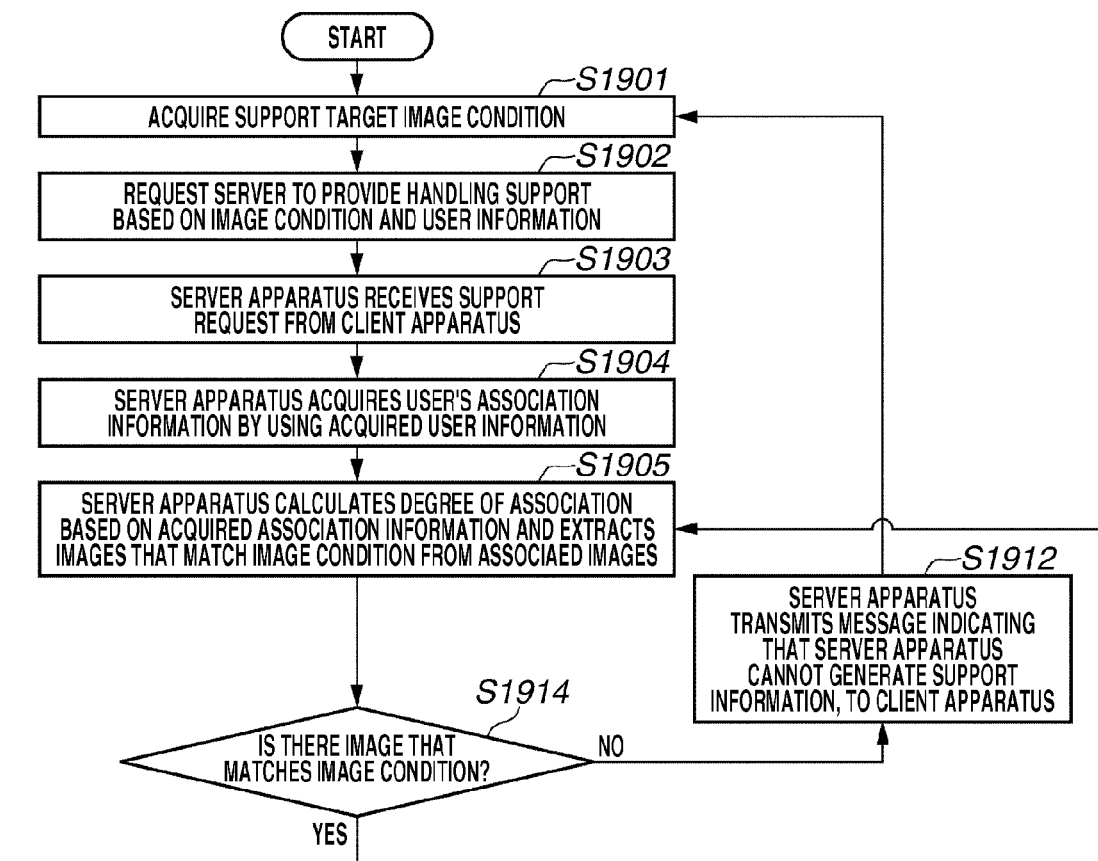 START
S1901
ACQUIRE SUPPORT TARGET IMAGE CONDITION
S1902
REQUEST SERVER TO PROVIDE HANDLING SUPPORT
BASED ON IMAGE CONDITION AND USER INFORMATION
S1903
SERVER APPARATUS RECEIVES SUPPORT
REQUEST FROM CLIENT APPARATUS
S1904
SERVER APPARATUS ACQUIRES USER'S ASSOCIATION
INFORMATION BY USING ACQUIRED USER INFORMATION
S1905
SERVER APPARATUS CALCULATES DEGREE OF ASSOCIATION
BASED ON ACQUIRED ASSOCIATION INFORMATION AND EXTRACTS
IMAGES THAT MATCH IMAGE CONDITION FROM ASSOCIAED IMAGES
S1912
SERVER APPARATUS
TRANSMITS MESSAGE INDICATING
THAT SERVER APPARATUS
CANNOT GENERATE SUPPORT
INFORMATION, TO CLIENT APPARATUS
S1914
IS THERE IMAGE THAT
MATCHES IMAGE CONDITION?
NO
YES